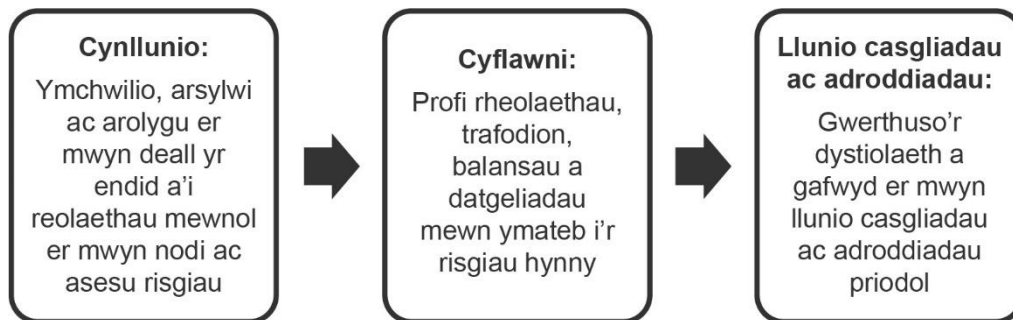 Cynllunio:
Ymchwilio, arsylwi
ac arolygu er
mwyn deall yr
endid a'i
reolaethau mewnol
er mwyn nodi ac
asesu risgiau
Cyflawni:
Profi rheolaethau,
trafodion,
balansau a
datgeliadau
mewn ymateb i'r
risgiau hynny
Llunio casgliadau
ac adroddiadau:
Gwerthuso'r
dystiolaeth a
gafwyd er mwyn
llunio casgliadau
ac adroddiadau
priodol